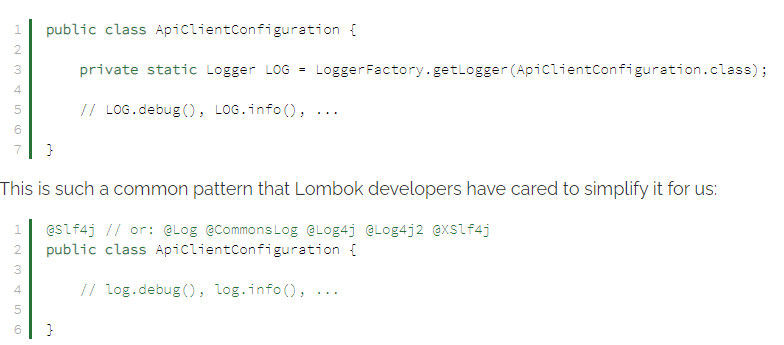 1 public class ApiClientConfiguration {
2
3     private static Logger LOG = LoggerFactory.getLogger(ApiClientConfiguration.class);
4
5     // LOG.debug(), LOG.info(), ...
6
7 }
This is such a common pattern that Lombok developers have cared to simplify it for us:
1 @Slf4j // or: @Log @CommonsLog @Log4j @Log4j2 @XSlf4j
2 public class ApiClientConfiguration {
3
4     // log.debug(), log.info(), ...
5
6 }